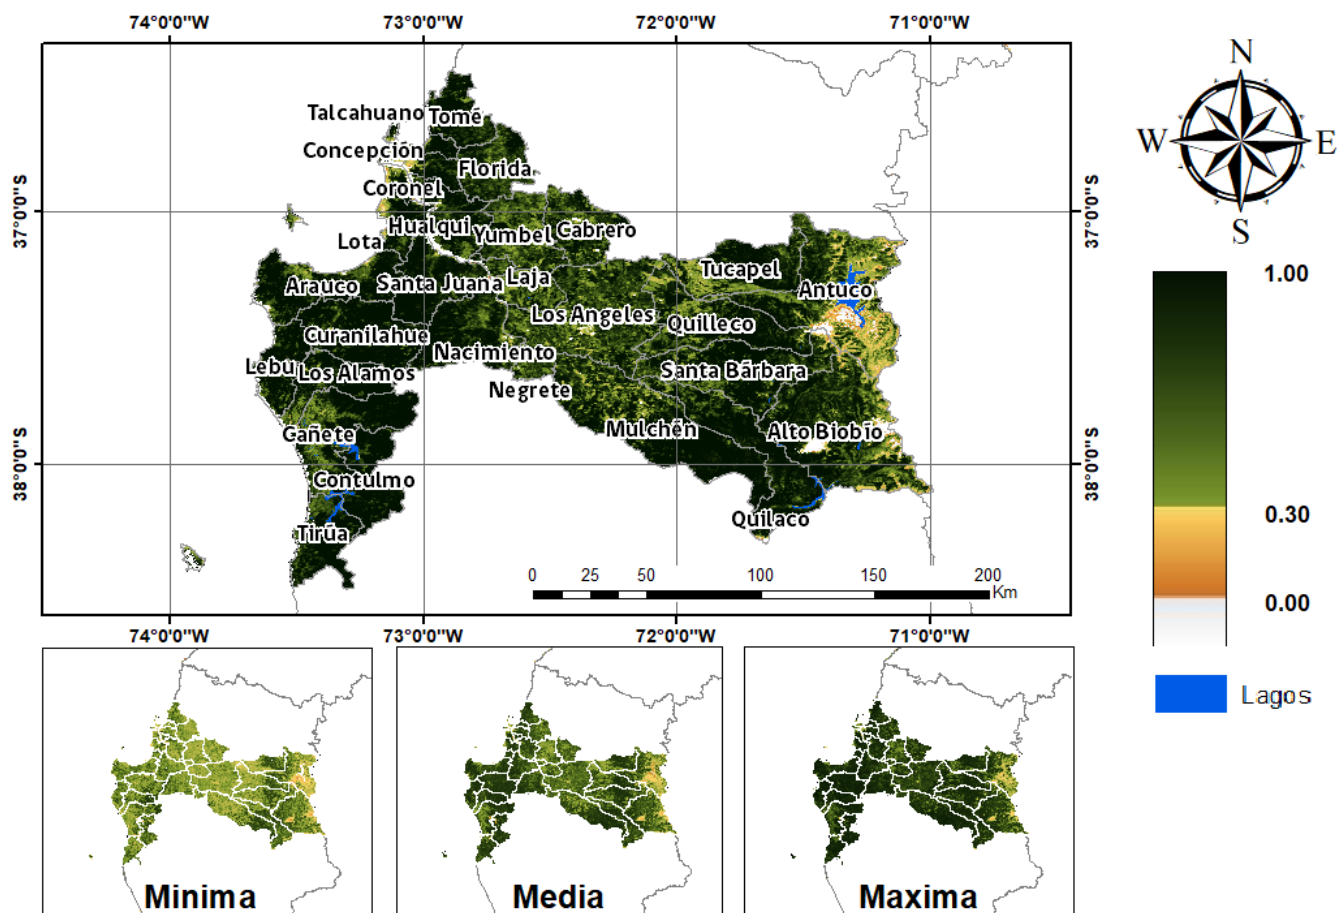 74°0'0"W 73°0'0"W 72°0'0"W 71°0'0"W
N
W E
S
37°0'0"S 37°0'0"S
38°0'0"S 38°0'0"S
Talcahuano Tomé
Concepción
Florida
Coronel
Hualqui Yumbel Cabrero
Lota
Tucapel
Arauco Santa Juana Laja
Antuco
Los Angeles
Quilleco
Curanilahue
Nacimiento
Lebu Los Alamos
Santa Bárbara
Negrete
Gañete
Mulchén
Alto Biobío
Contulmo
Quilaco
Tirúa
0 25 50 100 150 200
Km
74°0'0"W 73°0'0"W 72°0'0"W 71°0'0"W
1.00
0.30
0.00
Lagos
Minima
Media
Maxima